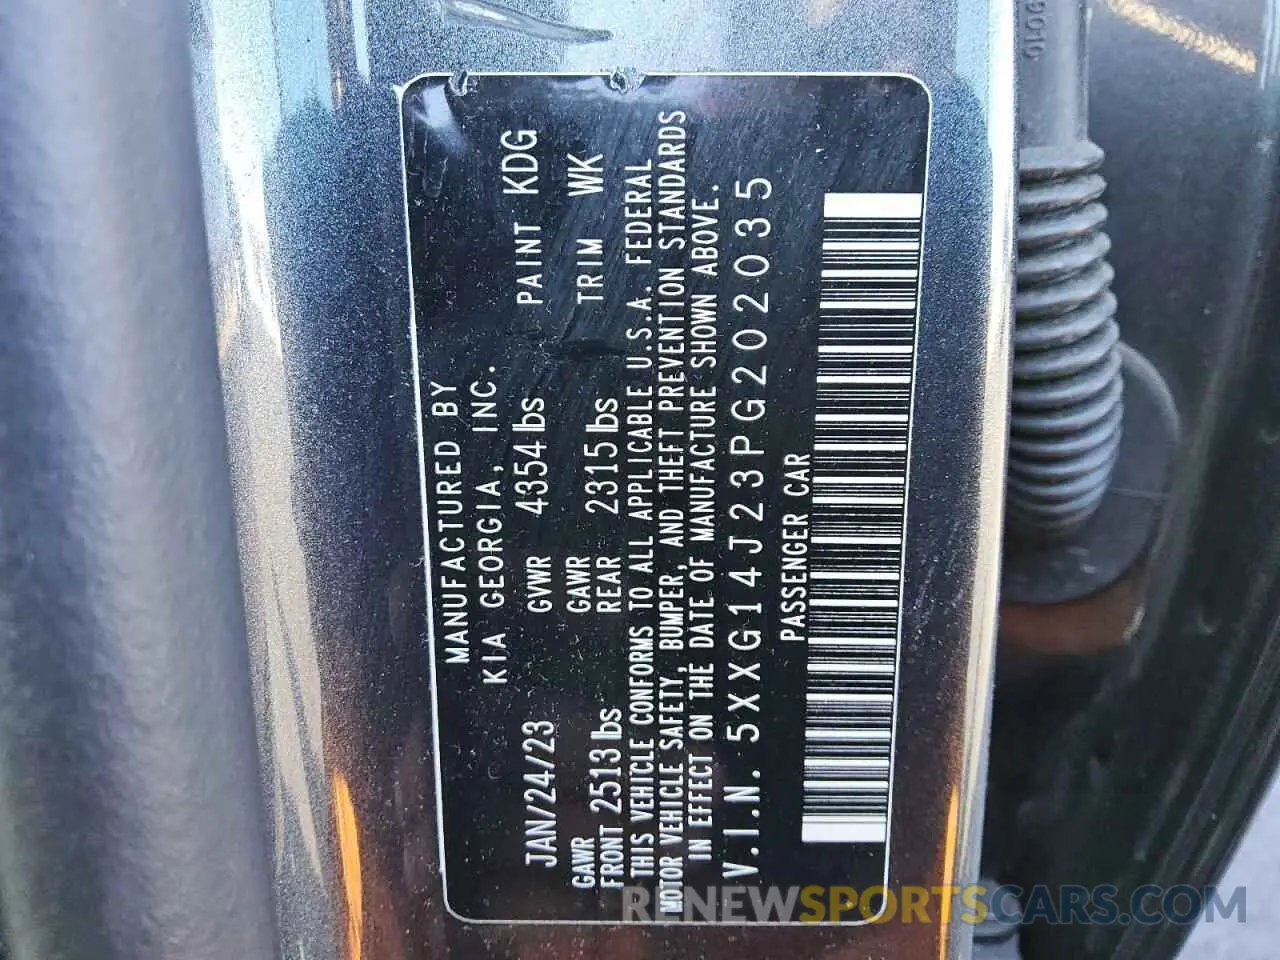 MANUFACTURED BY
KIA GEORGIA, INC.
JAN/24/23 GVWR 4354 lbs PAINT KDG
GAWR FRONT 2513 lbs GAWR REAR 2315 lbs TRIM WK
THIS VEHICLE CONFORMS TO ALL APPLICABLE U.S.A. FEDERAL
MOTOR VEHICLE SAFETY, BUMPER, AND THEFT PREVENTION STANDARDS
IN EFFECT ON THE DATE OF MANUFACTURE SHOWN ABOVE.
V.I.N. 5XXG14J23PG202035
PASSENGER CAR
RENEWSPORTSCARS.COM